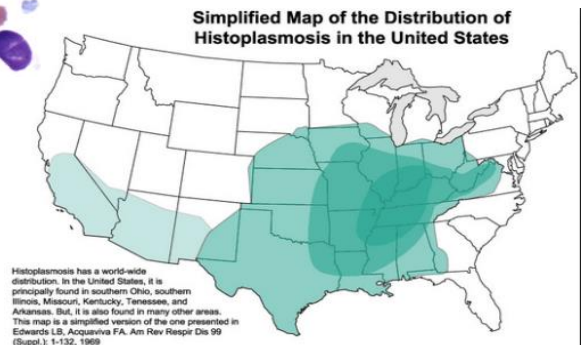 Simplified Map of the Distribution of
Histoplasmosis in the United States
Histoplasmosis has a world-wide
distribution. In the United States, it is
principally found in southern Ohio, southern
Illinois, Missouri, Kentucky, Tenessee, and
Arkansas. But, it is also found in many other areas.
This map is a simplified version of the one presented in
Edwards LB, Acquaviva FA. Am Rev Respir Dis 99
(Suppl.): 1-132, 1969